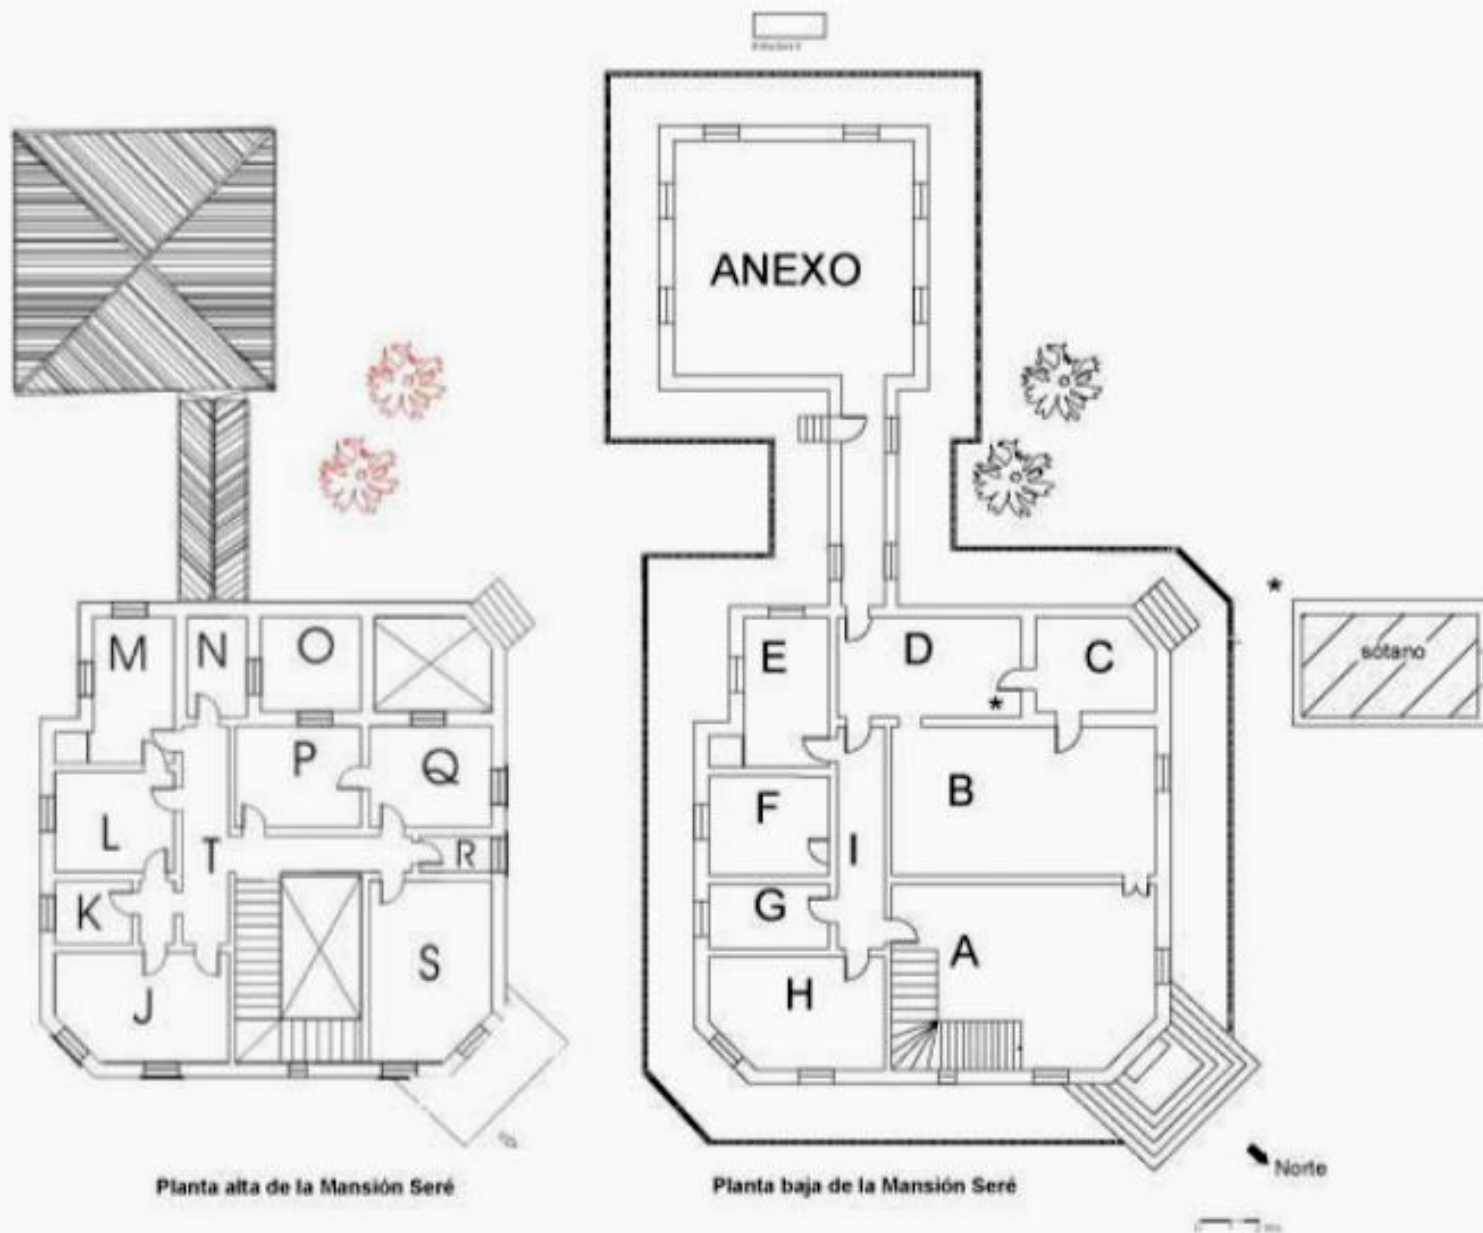 ANEXO
M
N
O
E
D
C
*
sótano
P
Q
*
L
T
F
I
B
R
K
G
S
A
J
H
Norte
Planta alta de la Mansión Seré
Planta baja de la Mansión Seré